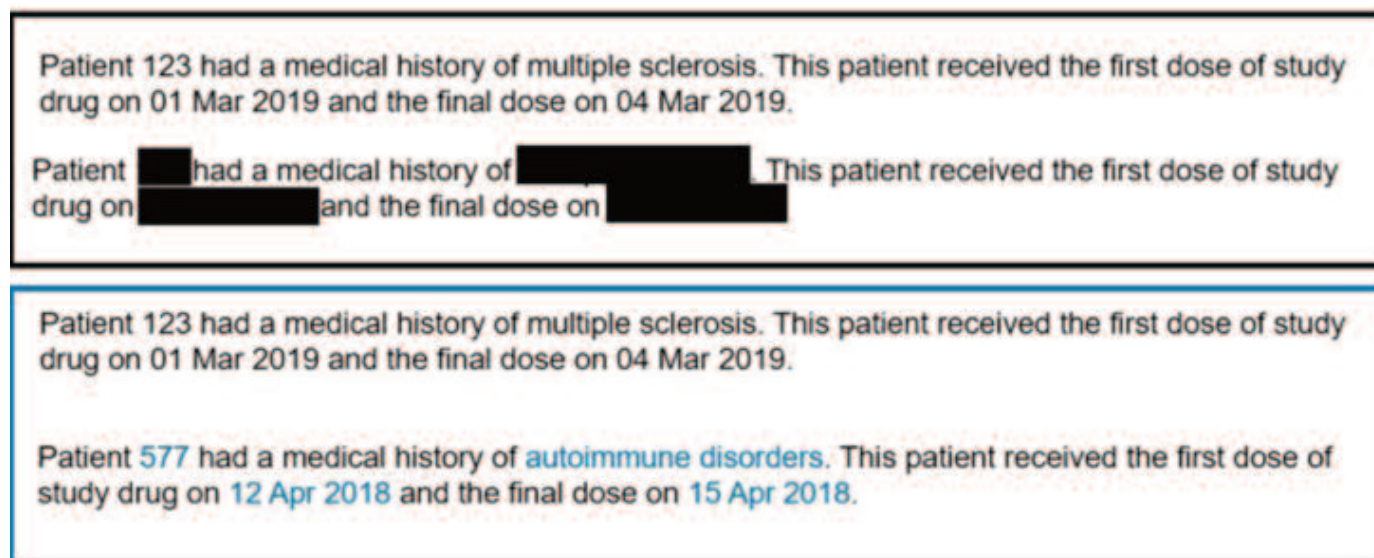 Patient 123 had a medical history of multiple sclerosis. This patient received the first dose of study
drug on 01 Mar 2019 and the final dose on 04 Mar 2019.
Patient had a medical history of . This patient received the first dose of study
drug on and the final dose on
Patient 123 had a medical history of multiple sclerosis. This patient received the first dose of study
drug on 01 Mar 2019 and the final dose on 04 Mar 2019.
Patient 577 had a medical history of autoimmune disorders. This patient received the first dose of
study drug on 12 Apr 2018 and the final dose on 15 Apr 2018.